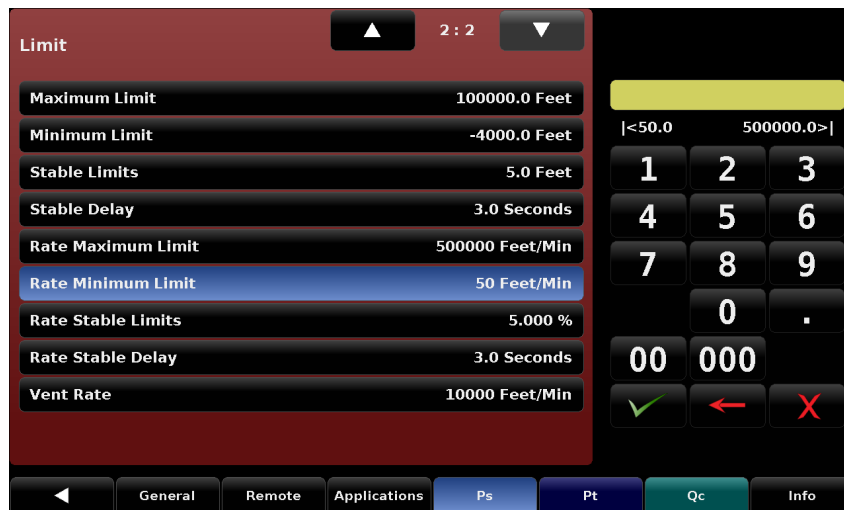 Limit
2 : 2
Maximum Limit 100000.0 Feet
Minimum Limit -4000.0 Feet
Stable Limits 5.0 Feet
Stable Delay 3.0 Seconds
Rate Maximum Limit 500000 Feet/Min
Rate Minimum Limit 50 Feet/Min
Rate Stable Limits 5.000 %
Rate Stable Delay 3.0 Seconds
Vent Rate 10000 Feet/Min
|<50.0 500000.0>|
1 2 3
4 5 6
7 8 9
0 .
00 000
General Remote Applications Ps Pt Qc Info